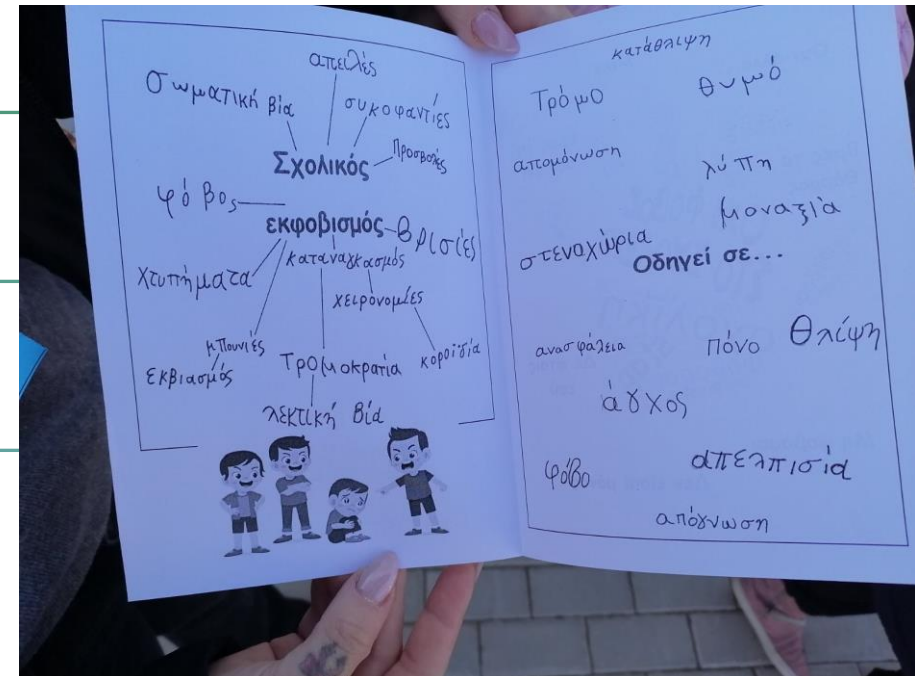 απειλές
Σωματική βία
συκοφαντίες
Προσβολές
Σχολικός
φόβος
εκφοβισμός
βρισιές
καταναγκασμός
χτυπήματα
χειρονομίες
μπουνιές
εκβιασμός
Τρομοκρατία
κοροϊδία
λεκτική βία
κατάθλιψη
Τρόμο
θυμό
απομόνωση
λύπη
μοναξιά
στενοχώρια
Οδηγεί σε...
ανασφάλεια
πόνο
Θλίψη
άγχος
φόβο
απελπισία
απόγνωση